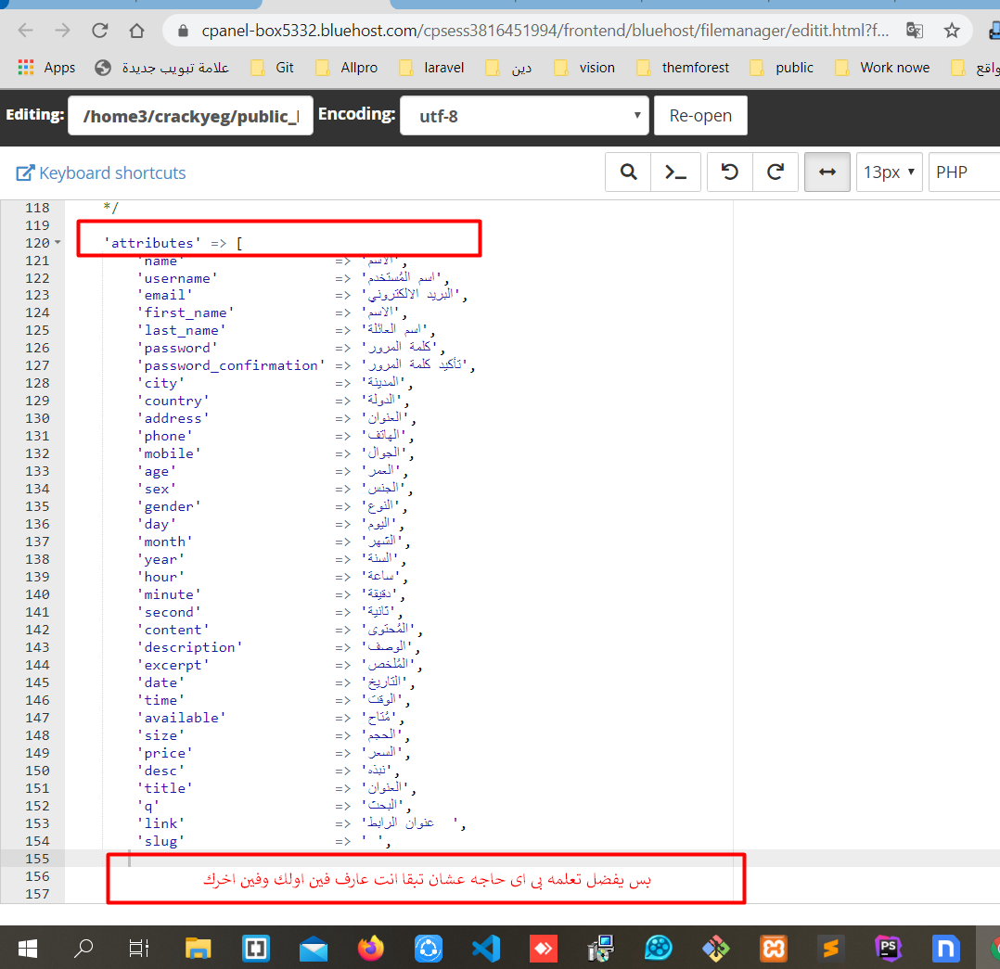 cpanel-box5332.bluehost.com/cpsess3816451994/frontend/bluehost/filemanager/editit.html?f...
Apps علامة تبويب جديدة Git Allpro laravel دين vision themforest public Work nowe واقع
Editing: /home3/crackyeg/public_ Encoding: utf-8 Re-open
Keyboard shortcuts 13px PHP
118 */
119
120 'attributes' => [
121 'name' => 'الاسم',
122 'username' => 'اسم المُستخدم',
123 'email' => 'البريد الالكتروني',
124 'first_name' => 'الاسم',
125 'last_name' => 'اسم العائلة',
126 'password' => 'كلمة المرور',
127 'password_confirmation' => 'تأكيد كلمة المرور',
128 'city' => 'المدينة',
129 'country' => 'الدولة',
130 'address' => 'العنوان',
131 'phone' => 'الهاتف',
132 'mobile' => 'الجوال',
133 'age' => 'العمر',
134 'sex' => 'الجنس',
135 'gender' => 'النوع',
136 'day' => 'اليوم',
137 'month' => 'الشهر',
138 'year' => 'السنة',
139 'hour' => 'ساعة',
140 'minute' => 'دقيقة',
141 'second' => 'ثانية',
142 'content' => 'المُحتوى',
143 'description' => 'الوصف',
144 'excerpt' => 'المُلخص',
145 'date' => 'التاريخ',
146 'time' => 'الوقت',
147 'available' => 'مُتاح',
148 'size' => 'الحجم',
149 'price' => 'السعر',
150 'desc' => 'نبذه',
151 'title' => 'العنوان',
152 'q' => 'البحث',
153 'link' => 'عنوان الرابط  ',
154 'slug' => ' ',
155
156 بس يفضل تعلمه بى اى حاجه عشان تبقا انت عارف فين اولك وفين اخرك
157
PS